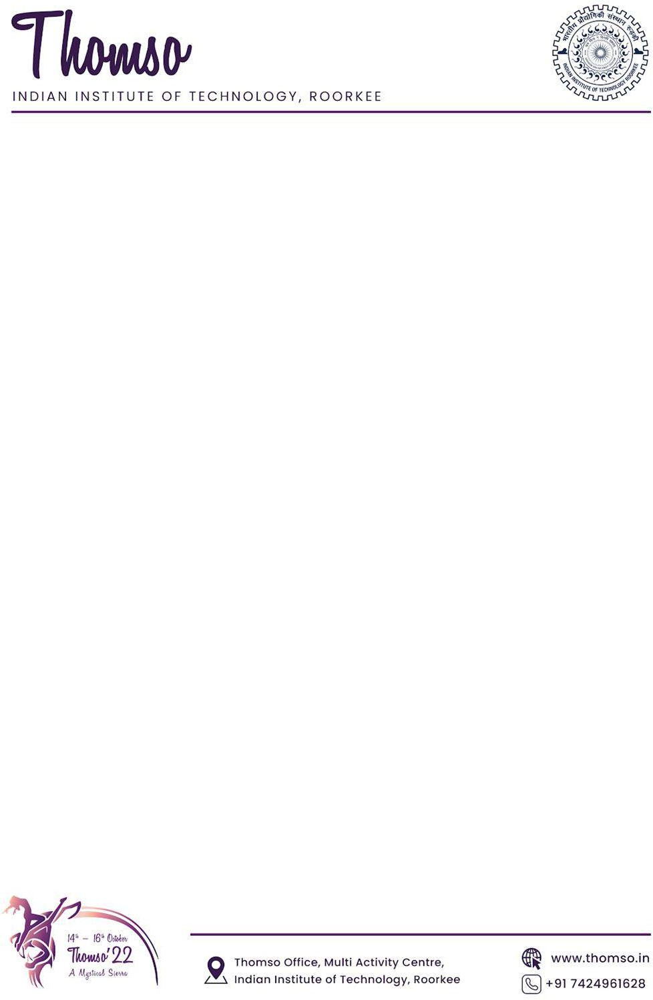 Thomso
INDIAN INSTITUTE OF TECHNOLOGY, ROORKEE
भारतीय प्रौद्योगिकी संस्थान रुड़की
INDIAN INSTITUTE OF TECHNOLOGY ROORKEE
14th – 16th October
Thomso'22
A Mystical Sierra
Thomso Office, Multi Activity Centre,
Indian Institute of Technology, Roorkee
www.thomso.in
+91 7424961628